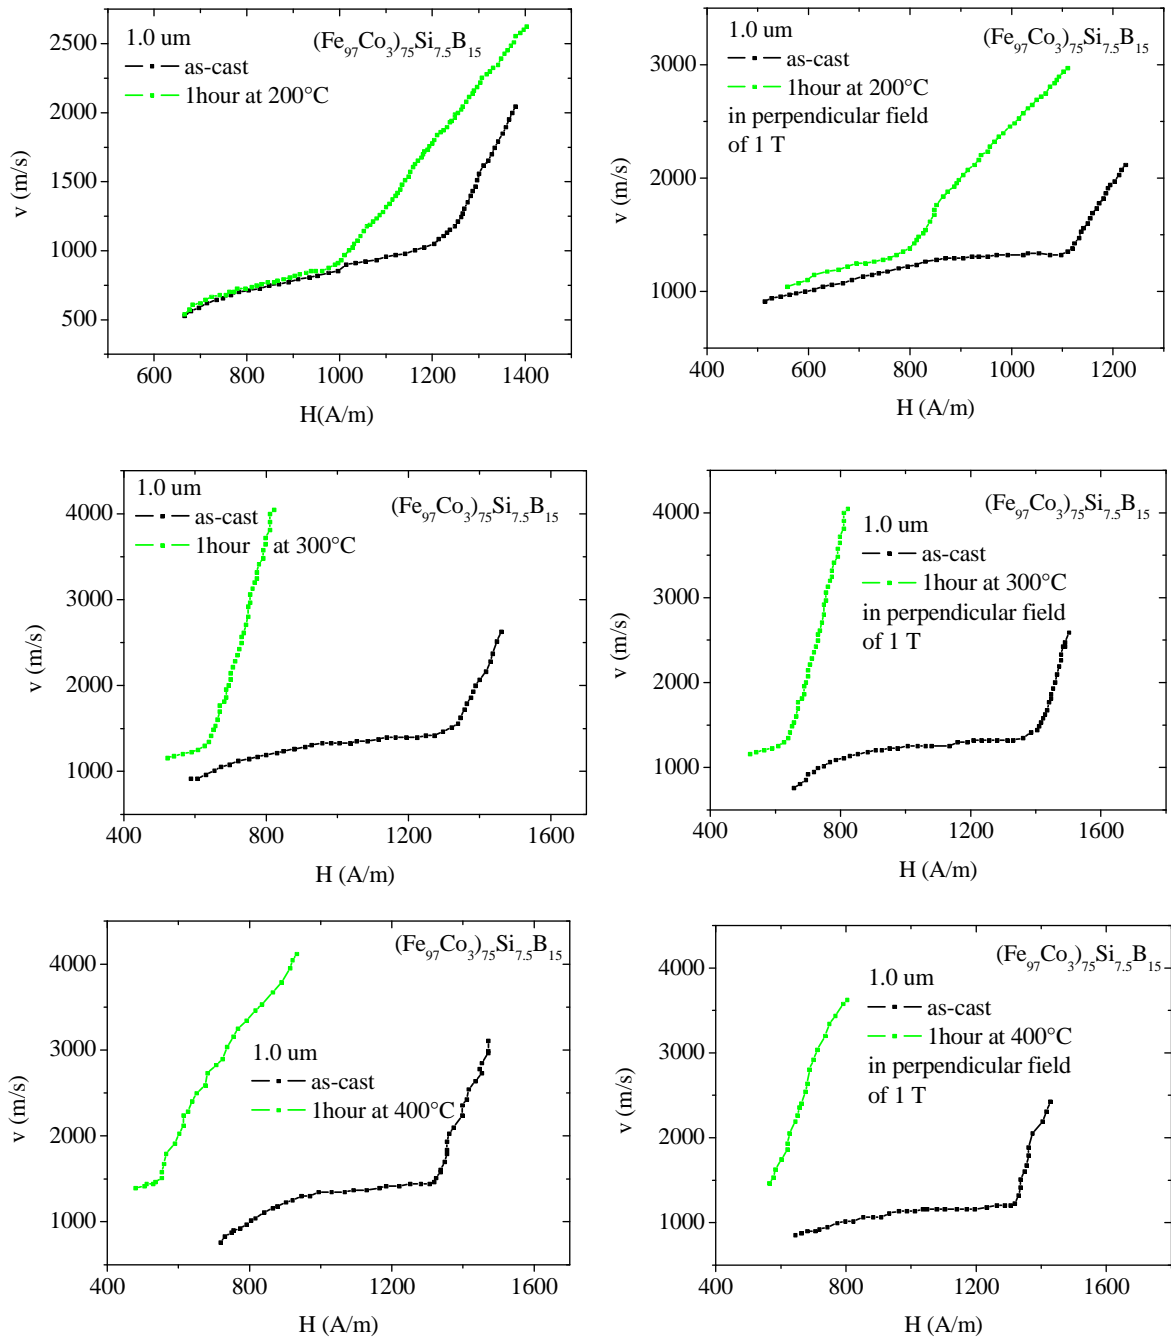 (Fe97Co3)75Si7.5B15
1.0 um
as-cast
1hour at 200°C
2500
2000
1500
1000
500
v (m/s)
600 800 1000 1200 1400
H(A/m)
(Fe97Co3)75Si7.5B15
1.0 um
as-cast
1hour at 200°C
in perpendicular field
of 1 T
3000
2000
1000
v (m/s)
400 600 800 1000 1200
H (A/m)
1.0 um
(Fe97Co3)75Si7.5B15
as-cast
1hour at 300°C
4000
3000
2000
1000
v (m/s)
400 800 1200 1600
H (A/m)
(Fe97Co3)75Si7.5B15
1.0 um
as-cast
1hour at 300°C
in perpendicular field
of 1 T
4000
3000
2000
1000
v (m/s)
400 800 1200 1600
H (A/m)
(Fe97Co3)75Si7.5B15
1.0 um
as-cast
1hour at 400°C
4000
3000
2000
1000
v (m/s)
400 800 1200 1600
H (A/m)
(Fe97Co3)75Si7.5B15
1.0 um
as-cast
1hour at 400°C
in perpendicular field
of 1 T
4000
3000
2000
1000
v (m/s)
400 800 1200 1600
H (A/m)